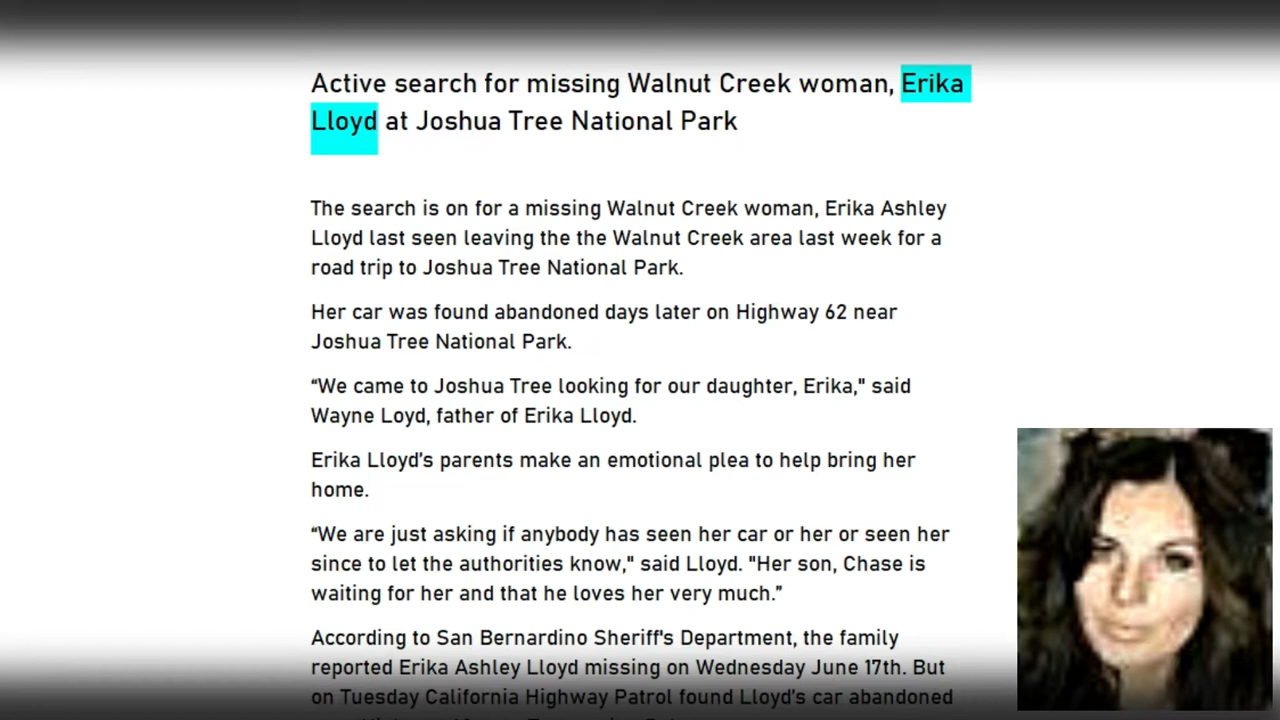 Active search for missing Walnut Creek woman, Erika
Lloyd at Joshua Tree National Park
The search is on for a missing Walnut Creek woman, Erika Ashley
Lloyd last seen leaving the the Walnut Creek area last week for a
road trip to Joshua Tree National Park.
Her car was found abandoned days later on Highway 62 near
Joshua Tree National Park.
“We came to Joshua Tree looking for our daughter, Erika," said
Wayne Loyd, father of Erika Lloyd.
Erika Lloyd’s parents make an emotional plea to help bring her
home.
“We are just asking if anybody has seen her car or her or seen her
since to let the authorities know," said Lloyd. "Her son, Chase is
waiting for her and that he loves her very much.”
According to San Bernardino Sheriff's Department, the family
reported Erika Ashley Lloyd missing on Wednesday June 17th. But
on Tuesday California Highway Patrol found Lloyd’s car abandoned